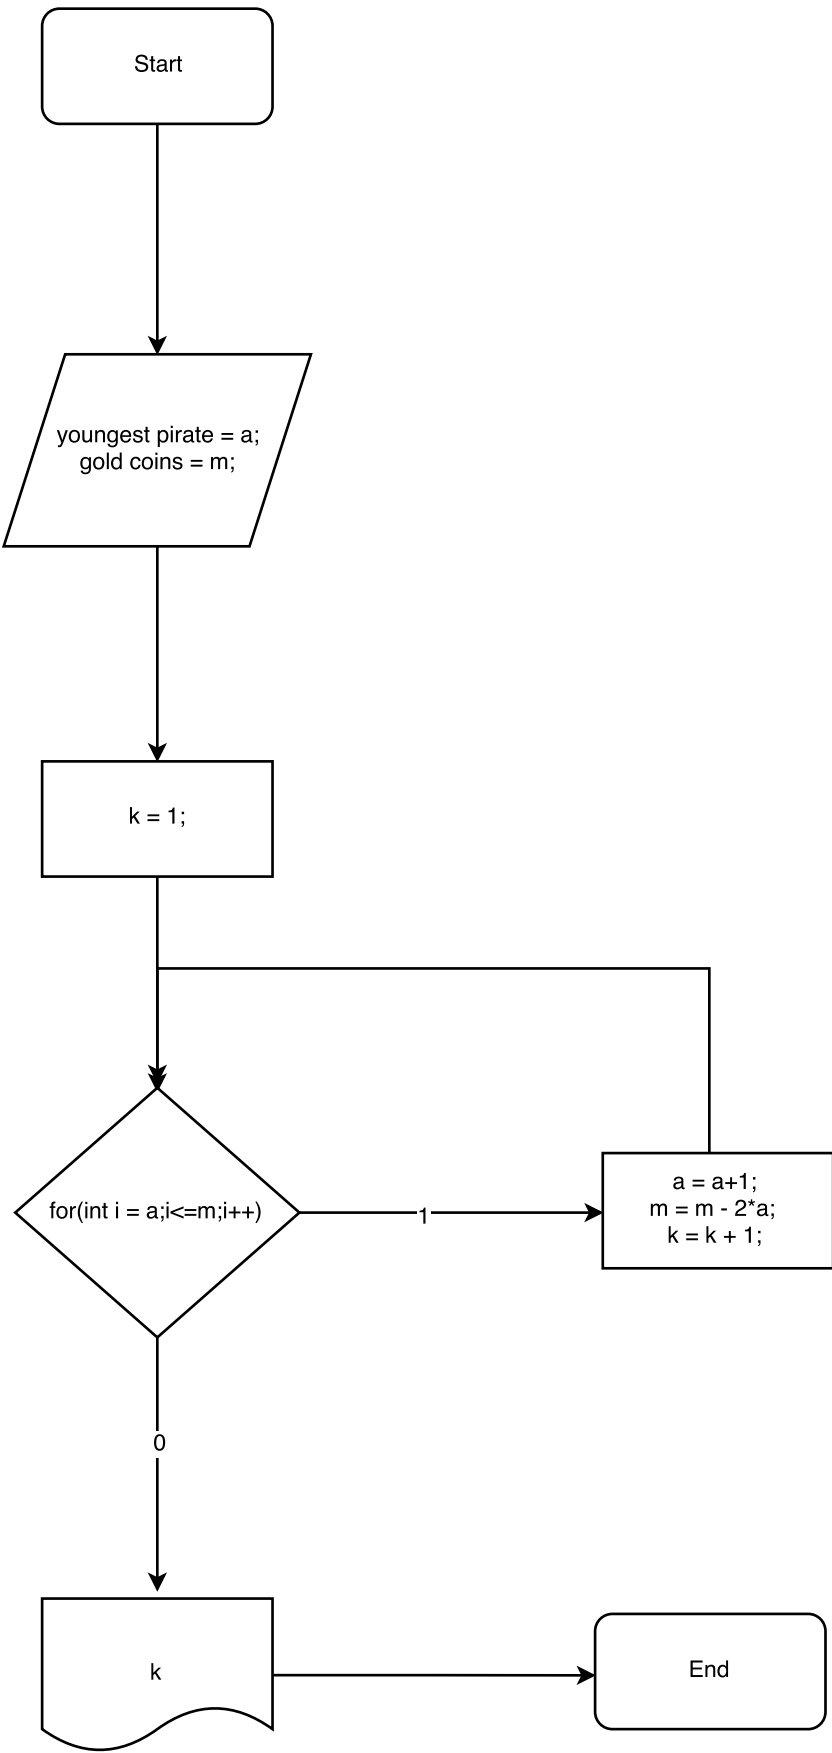 Start
youngest pirate = a;
gold coins = m;
k = 1;
for(int i = a;i<=m;i++)
1
a = a+1;
m = m - 2*a;
k = k + 1;
0
k
End